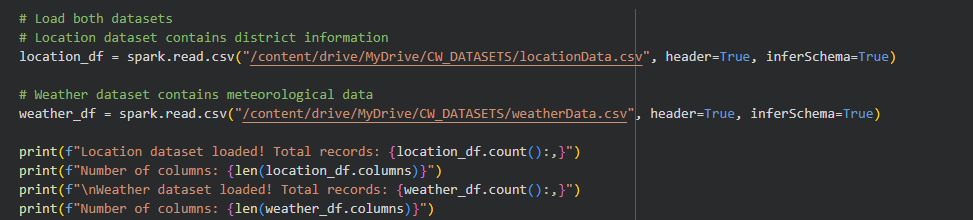 # Load both datasets
# Location dataset contains district information
location_df = spark.read.csv("/content/drive/MyDrive/CW_DATASETS/locationData.csv", header=True, inferSchema=True)
# Weather dataset contains meteorological data
weather_df = spark.read.csv("/content/drive/MyDrive/CW_DATASETS/weatherData.csv", header=True, inferSchema=True)
print(f"Location dataset loaded! Total records: {location_df.count():,}")
print(f"Number of columns: {len(location_df.columns)}")
print(f"\nWeather dataset loaded! Total records: {weather_df.count():,}")
print(f"Number of columns: {len(weather_df.columns)}")